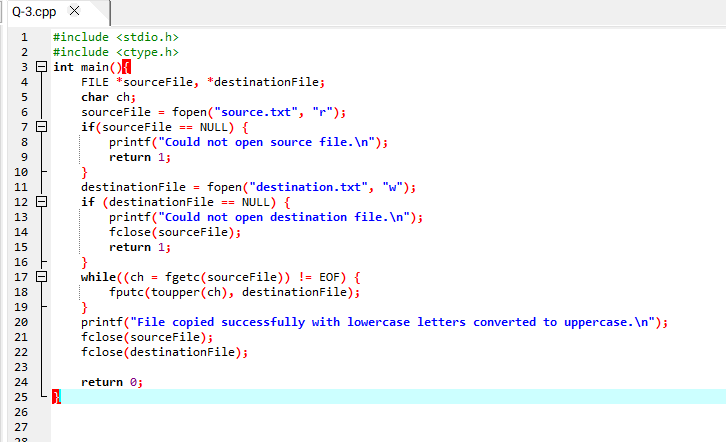 Q-3.cpp
1 #include <stdio.h>
2 #include <ctype.h>
3 int main(){
4 FILE *sourceFile, *destinationFile;
5 char ch;
6 sourceFile = fopen("source.txt", "r");
7 if(sourceFile == NULL) {
8 printf("Could not open source file.\n");
9 return 1;
10 }
11 destinationFile = fopen("destination.txt", "w");
12 if (destinationFile == NULL) {
13 printf("Could not open destination file.\n");
14 fclose(sourceFile);
15 return 1;
16 }
17 while((ch = fgetc(sourceFile)) != EOF) {
18 fputc(toupper(ch), destinationFile);
19 }
20 printf("File copied successfully with lowercase letters converted to uppercase.\n");
21 fclose(sourceFile);
22 fclose(destinationFile);
23
24 return 0;
25 }
26
27
28